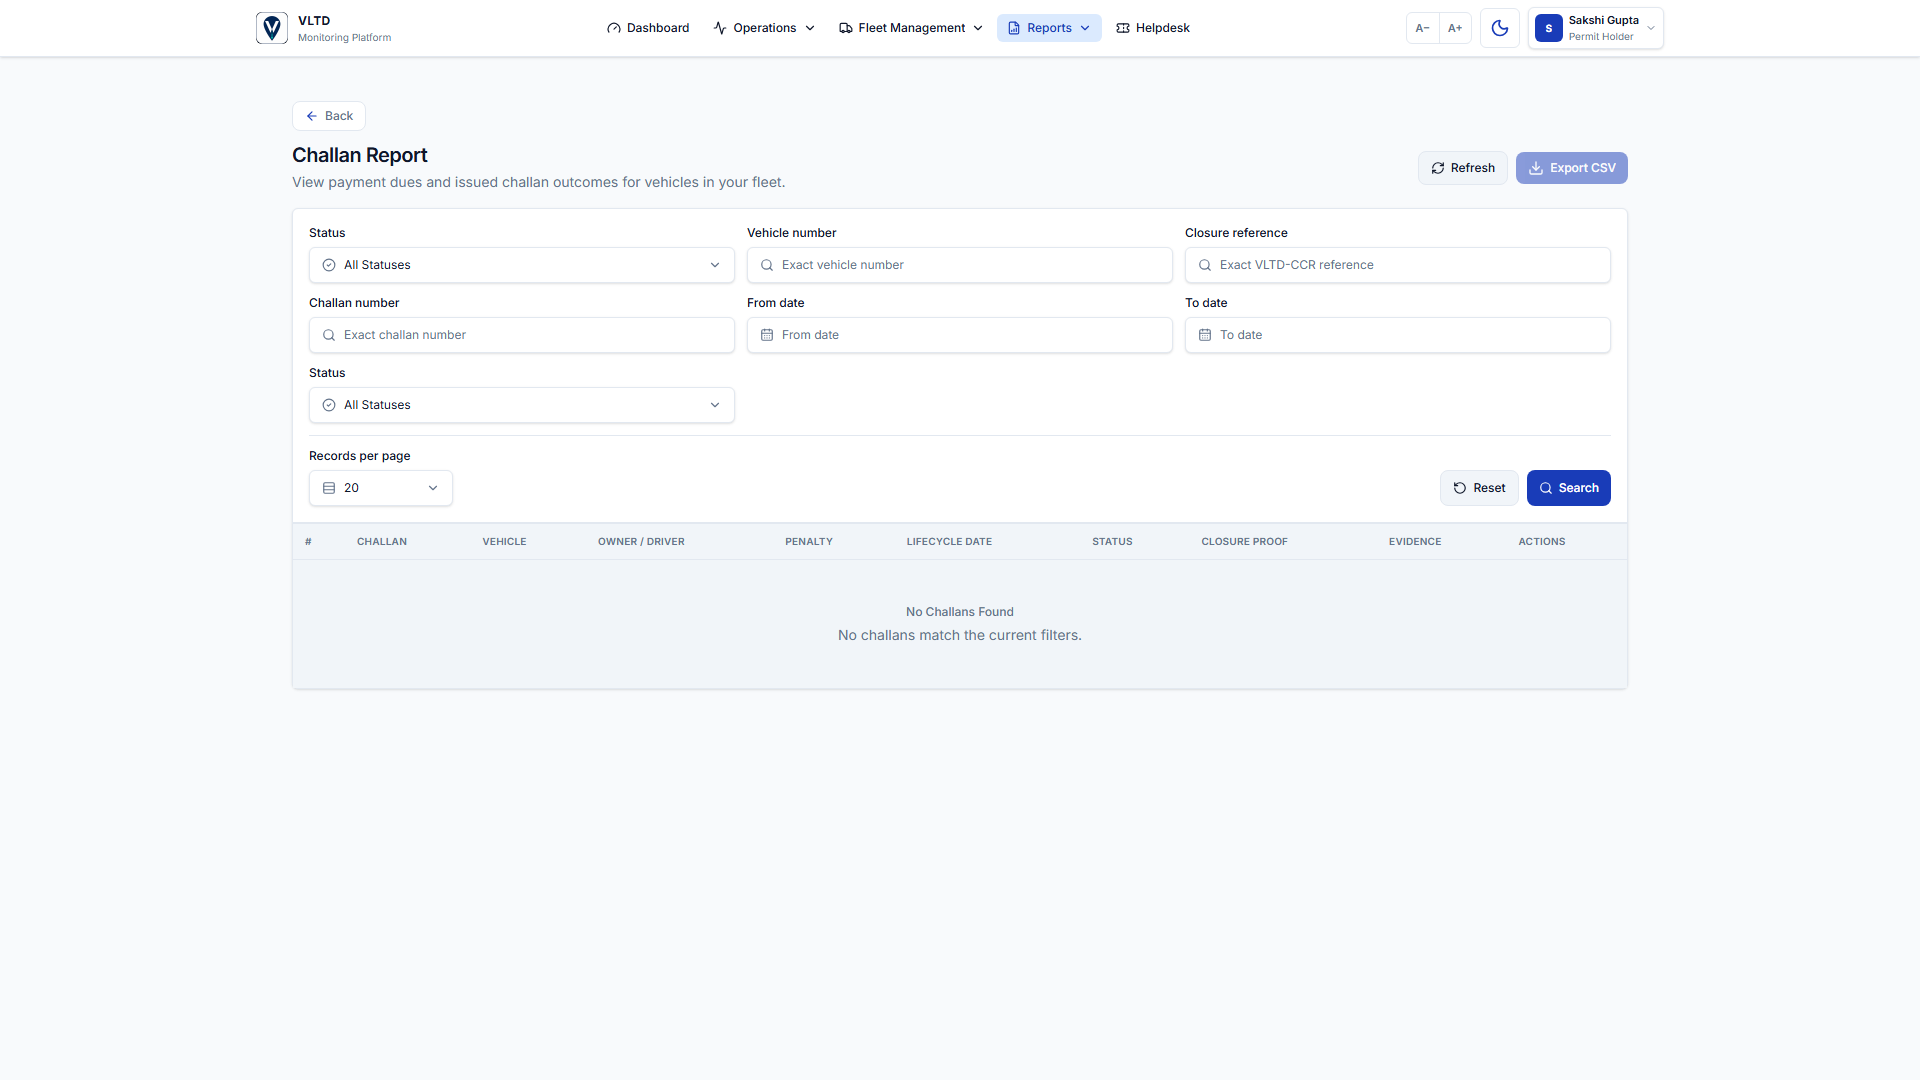 VLTD
Monitoring Platform
Dashboard
Operations
Fleet Management
Reports
Helpdesk
A−
A+
S
Sakshi Gupta
Permit Holder
Back
Challan Report
View payment dues and issued challan outcomes for vehicles in your fleet.
Refresh
Export CSV
Status
Vehicle number
Closure reference
All Statuses
Exact vehicle number
Exact VLTD-CCR reference
Challan number
From date
To date
Exact challan number
From date
To date
Status
All Statuses
Records per page
20
Reset
Search
# CHALLAN VEHICLE OWNER / DRIVER PENALTY LIFECYCLE DATE STATUS CLOSURE PROOF EVIDENCE ACTIONS
No Challans Found
No challans match the current filters.